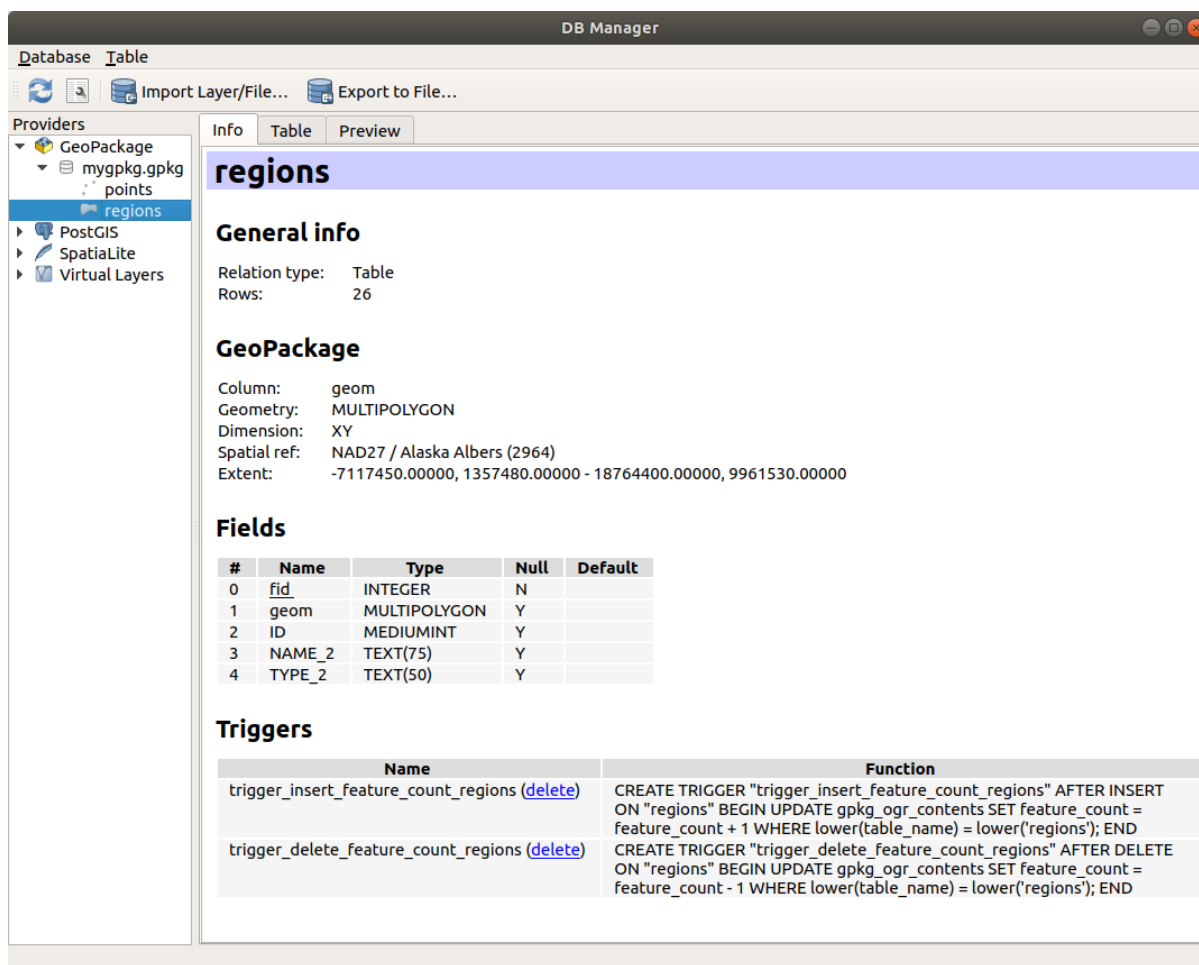 DB Manager
Database Table
Import Layer/File... Export to File...
Providers
GeoPackage
mygpkg.gpkg
points
regions
PostGIS
SpatiaLite
Virtual Layers
Info Table Preview
regions
General info
Relation type: Table
Rows: 26
GeoPackage
Column: geom
Geometry: MULTIPOLYGON
Dimension: XY
Spatial ref: NAD27 / Alaska Albers (2964)
Extent: -7117450.00000, 1357480.00000 - 18764400.00000, 9961530.00000
Fields
# Name Type Null Default
0 fid INTEGER N
1 geom MULTIPOLYGON Y
2 ID MEDIUMINT Y
3 NAME_2 TEXT(75) Y
4 TYPE_2 TEXT(50) Y
Triggers
Name Function
trigger_insert_feature_count_regions (delete) CREATE TRIGGER "trigger_insert_feature_count_regions" AFTER INSERT
ON "regions" BEGIN UPDATE gpkg_ogr_contents SET feature_count =
feature_count + 1 WHERE lower(table_name) = lower('regions'); END
trigger_delete_feature_count_regions (delete) CREATE TRIGGER "trigger_delete_feature_count_regions" AFTER DELETE
ON "regions" BEGIN UPDATE gpkg_ogr_contents SET feature_count =
feature_count - 1 WHERE lower(table_name) = lower('regions'); END